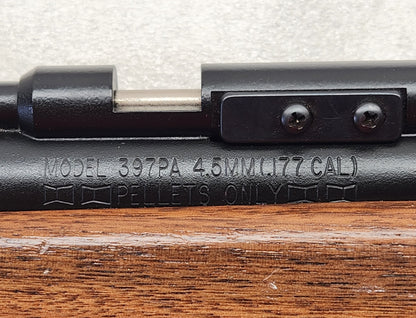 MODEL 397PA 4.5MM(.177 CAL)
PELLETS ONLY